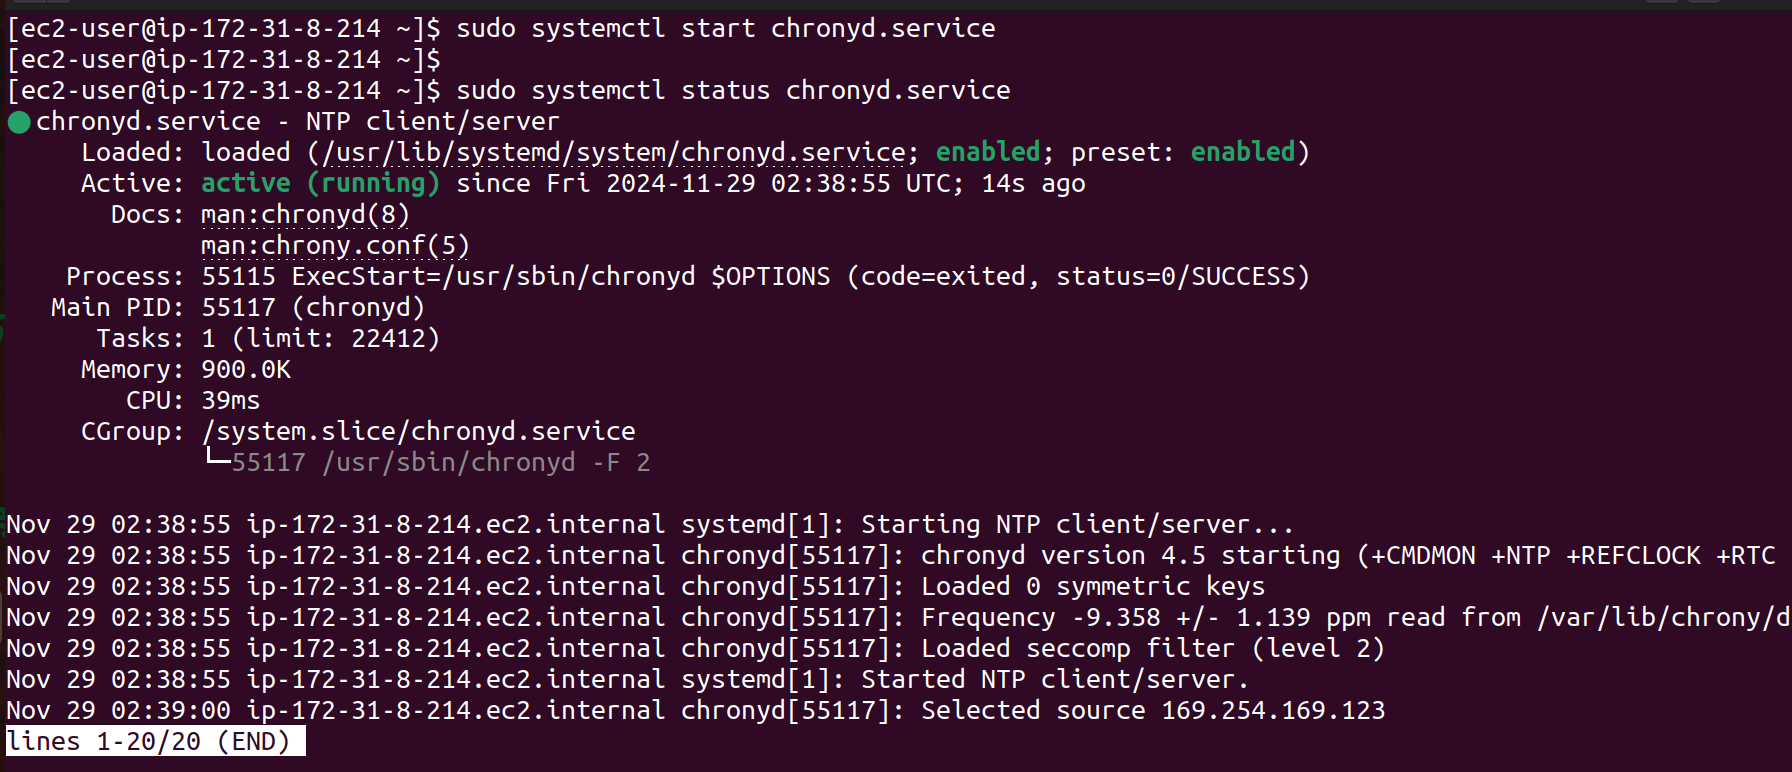 [ec2-user@ip-172-31-8-214 ~]$ sudo systemctl start chronyd.service
[ec2-user@ip-172-31-8-214 ~]$
[ec2-user@ip-172-31-8-214 ~]$ sudo systemctl status chronyd.service
● chronyd.service - NTP client/server
     Loaded: loaded (/usr/lib/systemd/system/chronyd.service; enabled; preset: enabled)
     Active: active (running) since Fri 2024-11-29 02:38:55 UTC; 14s ago
       Docs: man:chronyd(8)
             man:chrony.conf(5)
    Process: 55115 ExecStart=/usr/sbin/chronyd $OPTIONS (code=exited, status=0/SUCCESS)
   Main PID: 55117 (chronyd)
      Tasks: 1 (limit: 22412)
     Memory: 900.0K
        CPU: 39ms
     CGroup: /system.slice/chronyd.service
             └─55117 /usr/sbin/chronyd -F 2

Nov 29 02:38:55 ip-172-31-8-214.ec2.internal systemd[1]: Starting NTP client/server...
Nov 29 02:38:55 ip-172-31-8-214.ec2.internal chronyd[55117]: chronyd version 4.5 starting (+CMDMON +NTP +REFCLOCK +RTC
Nov 29 02:38:55 ip-172-31-8-214.ec2.internal chronyd[55117]: Loaded 0 symmetric keys
Nov 29 02:38:55 ip-172-31-8-214.ec2.internal chronyd[55117]: Frequency -9.358 +/- 1.139 ppm read from /var/lib/chrony/d
Nov 29 02:38:55 ip-172-31-8-214.ec2.internal chronyd[55117]: Loaded seccomp filter (level 2)
Nov 29 02:38:55 ip-172-31-8-214.ec2.internal systemd[1]: Started NTP client/server.
Nov 29 02:39:00 ip-172-31-8-214.ec2.internal chronyd[55117]: Selected source 169.254.169.123
lines 1-20/20 (END)